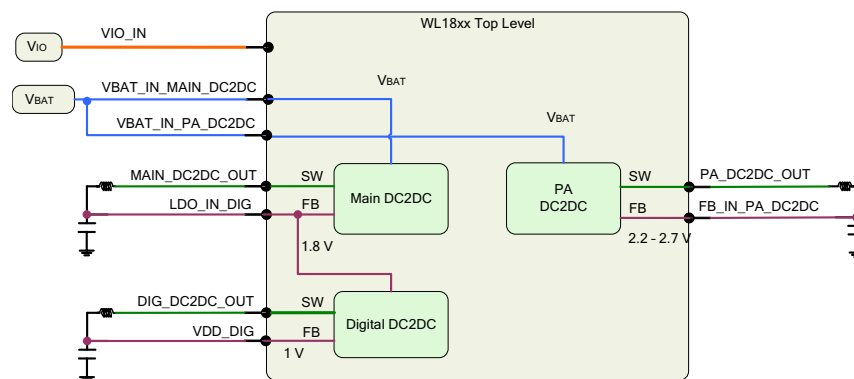 WL18xx Top Level
VIO
VIO_IN
VBAT
VBAT_IN_MAIN_DC2DC
VBAT
VBAT_IN_PA_DC2DC
VBAT
MAIN_DC2DC_OUT
SW
Main DC2DC
LDO_IN_DIG
FB
1.8 V
PA
DC2DC
SW
PA_DC2DC_OUT
FB
FB_IN_PA_DC2DC
2.2 - 2.7 V
DIG_DC2DC_OUT
SW
Digital DC2DC
VDD_DIG
FB
1 V